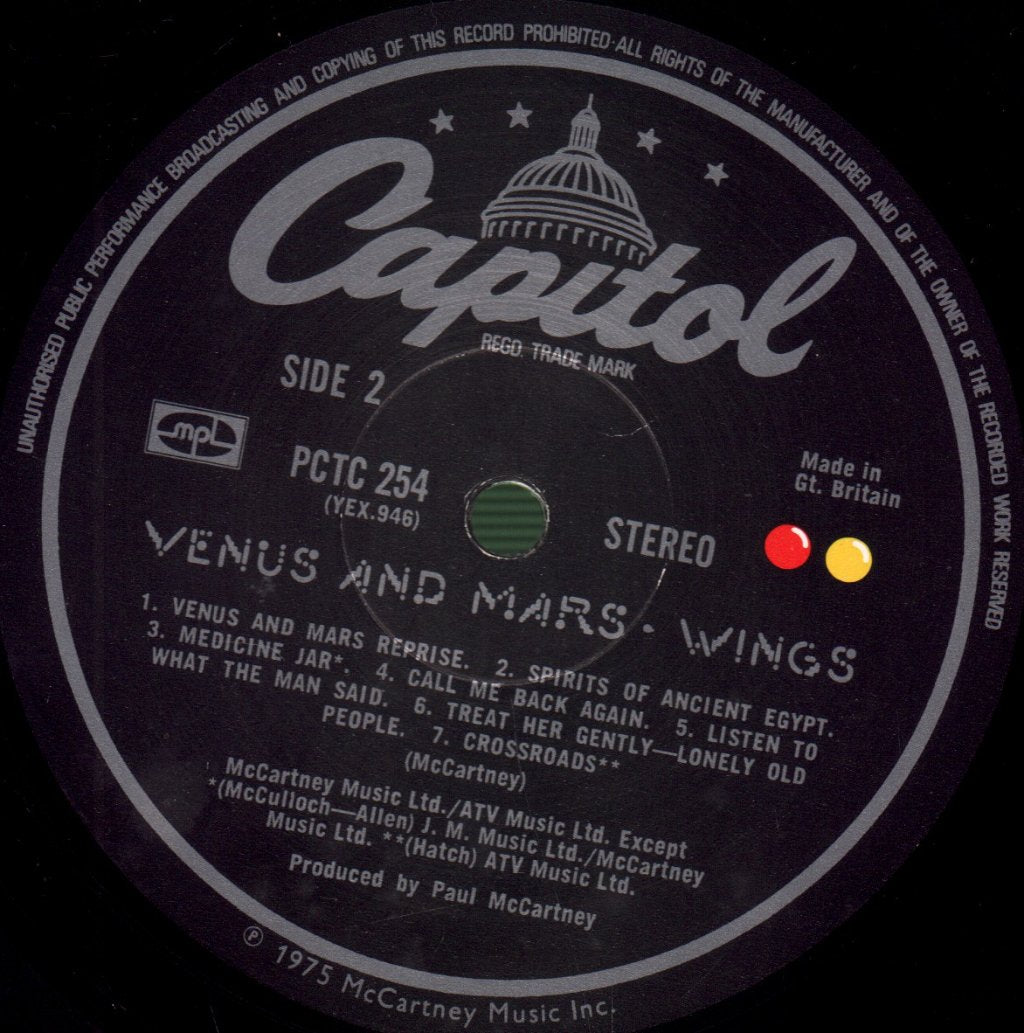 UNAUTHORISED PUBLIC PERFORMANCE BROADCASTING AND COPYING OF THIS RECORD PROHIBITED·ALL RIGHTS OF THE MANUFACTURER AND OF THE OWNER OF THE RECORDED WORK RESERVED
Capitol
REGD. TRADE MARK
SIDE 2
mpl
PCTC 254
(YEX.946)
STEREO
Made in
Gt. Britain
VENUS AND MARS · WINGS
1. VENUS AND MARS REPRISE. 2. SPIRITS OF ANCIENT EGYPT.
3. MEDICINE JAR*. 4. CALL ME BACK AGAIN. 5. LISTEN TO
WHAT THE MAN SAID. 6. TREAT HER GENTLY—LONELY OLD
PEOPLE. 7. CROSSROADS**
(McCartney)
McCartney Music Ltd./ATV Music Ltd. Except
*(McCulloch—Allen) J. M. Music Ltd./McCartney
Music Ltd. **(Hatch) ATV Music Ltd.
Produced by Paul McCartney
Ⓟ 1975 McCartney Music Inc.